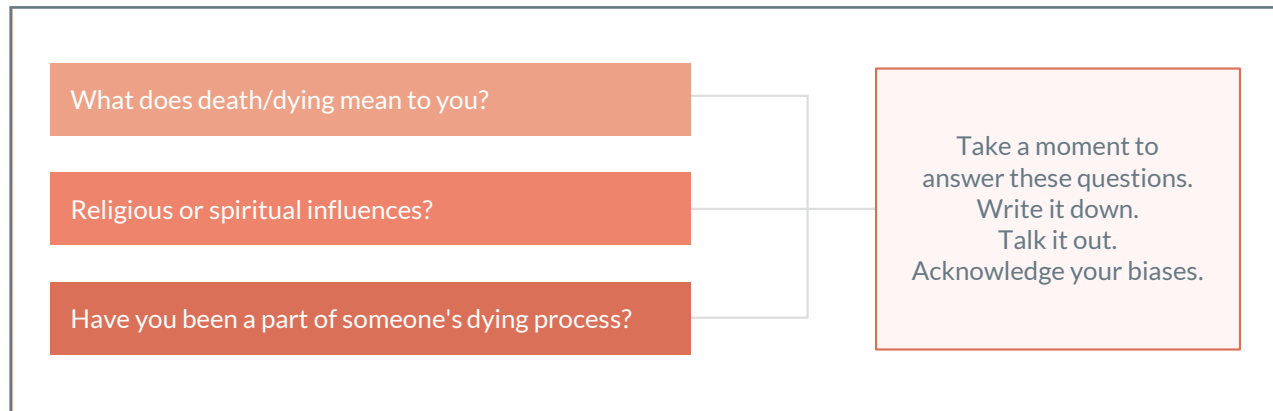 What does death/dying mean to you?
Religious or spiritual influences?
Have you been a part of someone's dying process?
Take a moment to
answer these questions.
Write it down.
Talk it out.
Acknowledge your biases.